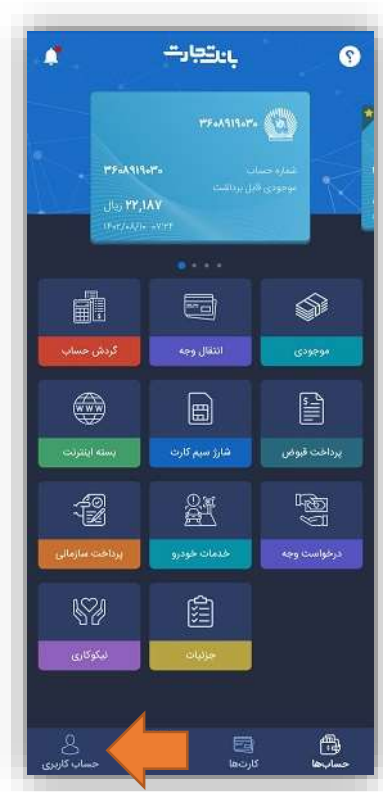 ؟
بانک تجارت
۳۶۰۸۹۱۹۰۳۰
شماره حساب ۳۶۰۸۹۱۹۰۳۰
موجودی قابل برداشت
۲۲,۱۸۷ ریال
موجودی
انتقال وجه
گردش حساب
پرداخت قبوض
شارژ سیم کارت
WWW
بسته اینترنت
درخواست وجه
خدمات خودرو
پرداخت سازمانی
جزئیات
نیکوکاری
حساب‌ها
کارت‌ها
حساب کاربری